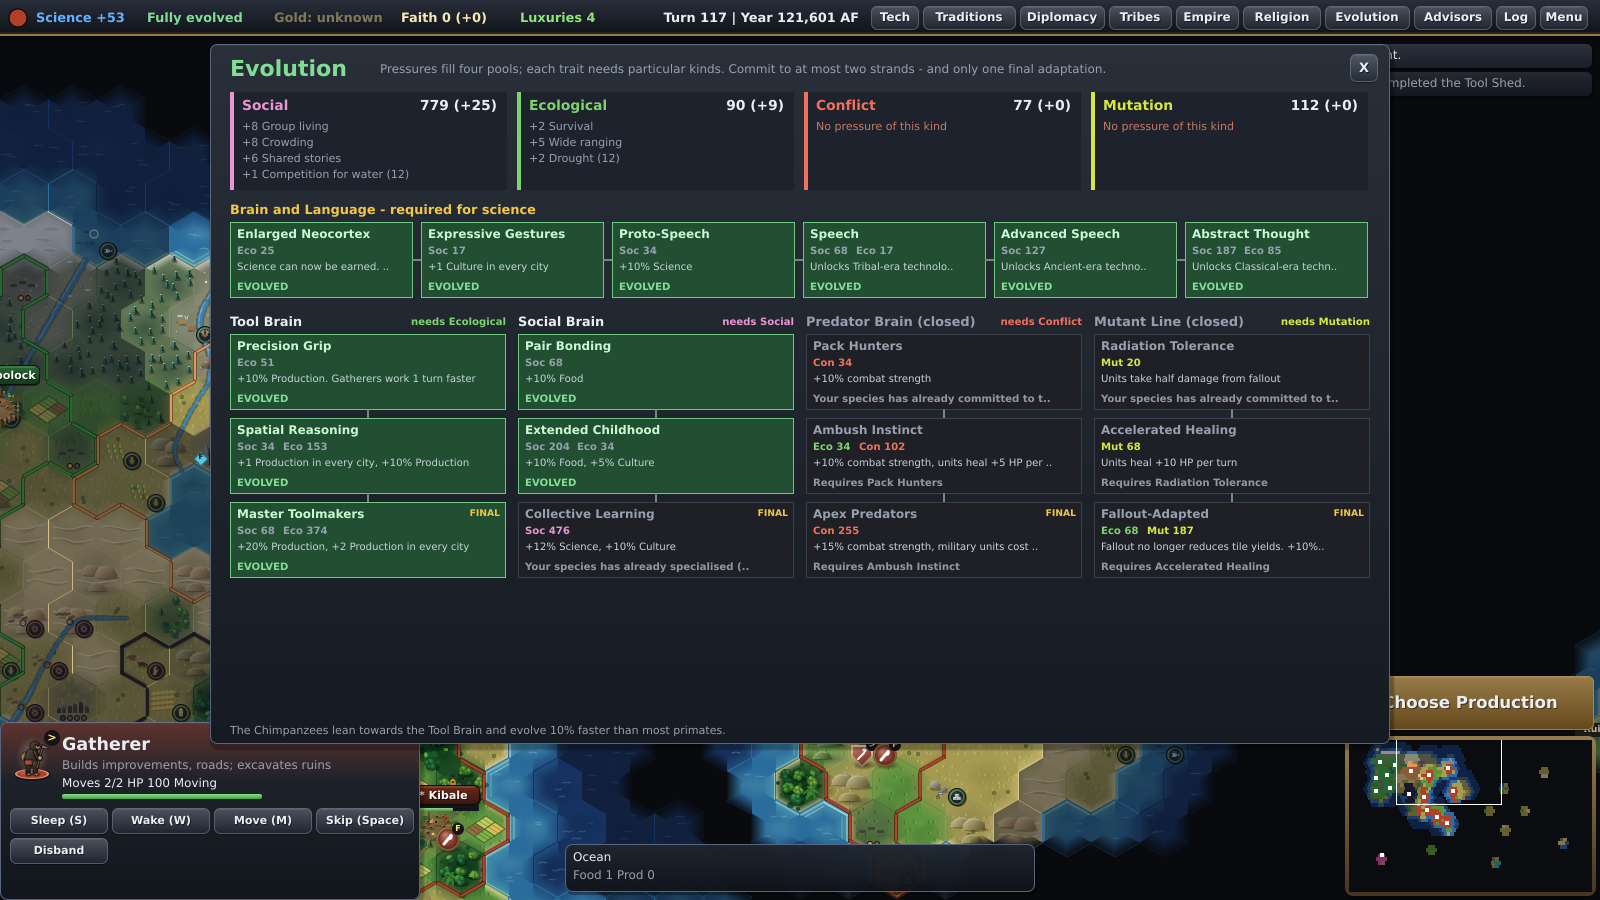 Science +53
Fully evolved
Gold: unknown
Faith 0 (+0)
Luxuries 4
Turn 117 | Year 121,601 AF
Tech
Traditions
Diplomacy
Tribes
Empire
Religion
Evolution
Advisors
Log
Menu
Evolution
Pressures fill four pools; each trait needs particular kinds. Commit to at most two strands - and only one final adaptation.
X
nt.
mpleted the Tool Shed.
Social 779 (+25)
+8 Group living
+8 Crowding
+6 Shared stories
+1 Competition for water (12)
Ecological 90 (+9)
+2 Survival
+5 Wide ranging
+2 Drought (12)
Conflict 77 (+0)
No pressure of this kind
Mutation 112 (+0)
No pressure of this kind
Brain and Language - required for science
Enlarged Neocortex
Eco 25
Science can now be earned. ..
EVOLVED
Expressive Gestures
Soc 17
+1 Culture in every city
EVOLVED
Proto-Speech
Soc 34
+10% Science
EVOLVED
Speech
Soc 68 Eco 17
Unlocks Tribal-era technolo..
EVOLVED
Advanced Speech
Soc 127
Unlocks Ancient-era techno..
EVOLVED
Abstract Thought
Soc 187 Eco 85
Unlocks Classical-era techn..
EVOLVED
Tool Brain needs Ecological
Precision Grip
Eco 51
+10% Production. Gatherers work 1 turn faster
EVOLVED
Spatial Reasoning
Soc 34 Eco 153
+1 Production in every city, +10% Production
EVOLVED
Master Toolmakers FINAL
Soc 68 Eco 374
+20% Production, +2 Production in every city
EVOLVED
Social Brain needs Social
Pair Bonding
Soc 68
+10% Food
EVOLVED
Extended Childhood
Soc 204 Eco 34
+10% Food, +5% Culture
EVOLVED
Collective Learning FINAL
Soc 476
+12% Science, +10% Culture
Your species has already specialised (..
Predator Brain (closed) needs Conflict
Pack Hunters
Con 34
+10% combat strength
Your species has already committed to t..
Ambush Instinct
Eco 34 Con 102
+10% combat strength, units heal +5 HP per ..
Requires Pack Hunters
Apex Predators FINAL
Con 255
+15% combat strength, military units cost ..
Requires Ambush Instinct
Mutant Line (closed) needs Mutation
Radiation Tolerance
Mut 20
Units take half damage from fallout
Your species has already committed to t..
Accelerated Healing
Mut 68
Units heal +10 HP per turn
Requires Radiation Tolerance
Fallout-Adapted FINAL
Eco 68 Mut 187
Fallout no longer reduces tile yields. +10%..
Requires Accelerated Healing
The Chimpanzees lean towards the Tool Brain and evolve 10% faster than most primates.
olock
Choose Production
>
Gatherer
Builds improvements, roads; excavates ruins
Moves 2/2 HP 100 Moving
Sleep (S)
Wake (W)
Move (M)
Skip (Space)
Disband
* Kibale
F
Ocean
Food 1 Prod 0